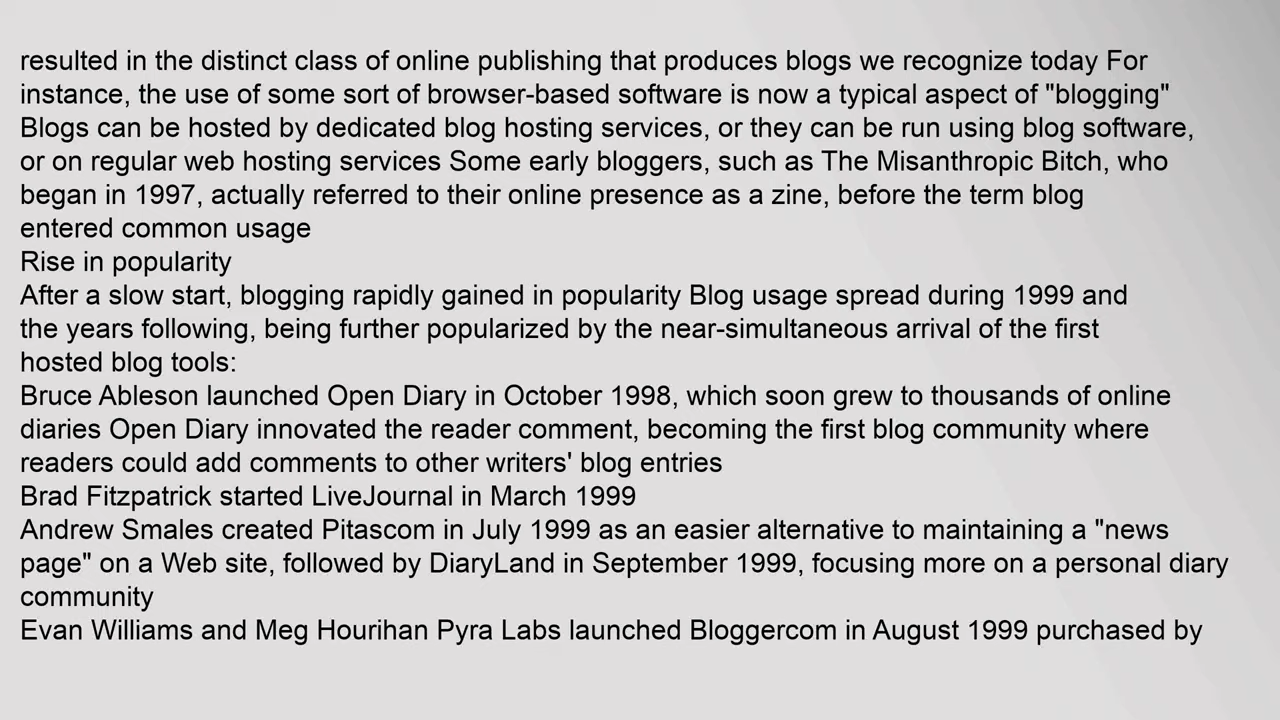 resulted in the distinct class of online publishing that produces blogs we recognize today For
instance, the use of some sort of browser-based software is now a typical aspect of "blogging"
Blogs can be hosted by dedicated blog hosting services, or they can be run using blog software,
or on regular web hosting services Some early bloggers, such as The Misanthropic Bitch, who
began in 1997, actually referred to their online presence as a zine, before the term blog
entered common usage
Rise in popularity
After a slow start, blogging rapidly gained in popularity Blog usage spread during 1999 and
the years following, being further popularized by the near-simultaneous arrival of the first
hosted blog tools:
Bruce Ableson launched Open Diary in October 1998, which soon grew to thousands of online
diaries Open Diary innovated the reader comment, becoming the first blog community where
readers could add comments to other writers' blog entries
Brad Fitzpatrick started LiveJournal in March 1999
Andrew Smales created Pitascom in July 1999 as an easier alternative to maintaining a "news
page" on a Web site, followed by DiaryLand in September 1999, focusing more on a personal diary
community
Evan Williams and Meg Hourihan Pyra Labs launched Bloggercom in August 1999 purchased by